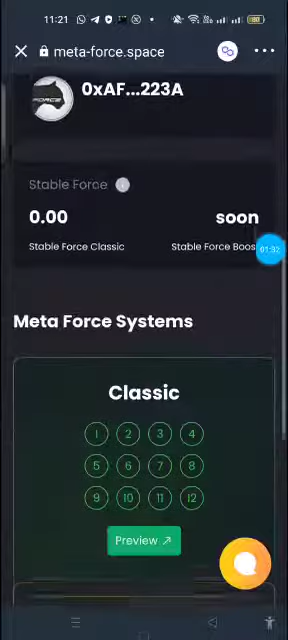 11:21
meta-force.space
FORCE
0xAF...223A
Stable Force i
0.00 soon
Stable Force Classic Stable Force Boos
01:32
Meta Force Systems
Classic
1 2 3 4
5 6 7 8
9 10 11 12
Preview ↗